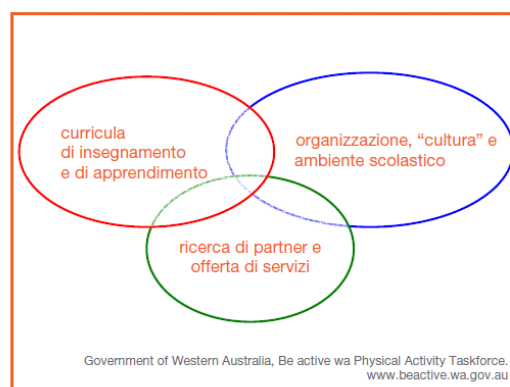 curricula
di insegnamento
e di apprendimento
organizzazione, “cultura” e
ambiente scolastico
ricerca di partner e
offerta di servizi
Government of Western Australia, Be active wa Physical Activity Taskforce.
www.beactive.wa.gov.au